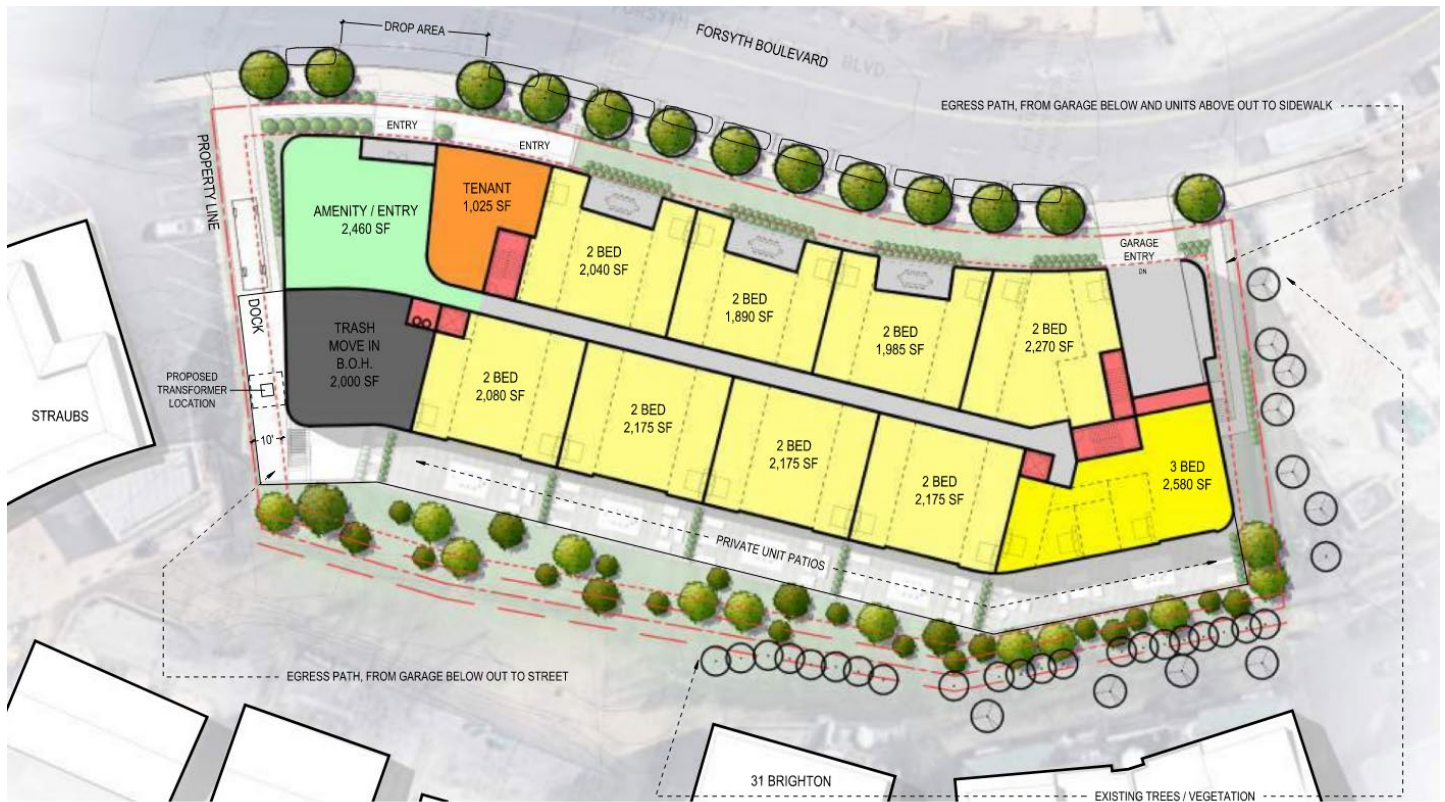 DROP AREA
FORSYTH BOULEVARD
BLVD.
EGRESS PATH, FROM GARAGE BELOW AND UNITS ABOVE OUT TO SIDEWALK
ENTRY
ENTRY
PROPERTY LINE
TENANT
1,025 SF
AMENITY / ENTRY
2,460 SF
GARAGE
ENTRY
DN
2 BED
2,040 SF
2 BED
1,890 SF
2 BED
1,985 SF
2 BED
2,270 SF
DOCK
TRASH
MOVE IN
B.O.H.
2,000 SF
PROPOSED
TRANSFORMER
LOCATION
STRAUBS
10'
2 BED
2,080 SF
2 BED
2,175 SF
2 BED
2,175 SF
2 BED
2,175 SF
3 BED
2,580 SF
PRIVATE UNIT PATIOS
EGRESS PATH, FROM GARAGE BELOW OUT TO STREET
31 BRIGHTON
EXISTING TREES / VEGETATION